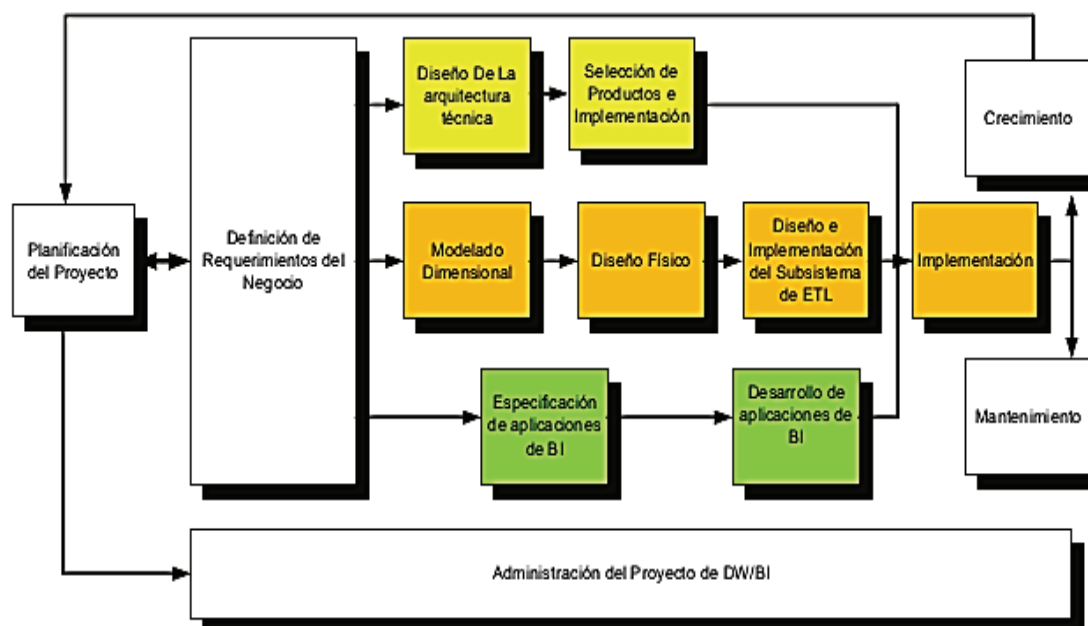 Diseño De La
arquitectura
técnica
Selección de
Productos e
Implementación
Crecimiento
Planificación
del Proyecto
Definición de
Requerimientos del
Negocio
Modelado
Dimensional
Diseño Físico
Diseño e
Implementación
del Subsistema
de ETL
Implementación
Especificación
de aplicaciones
de BI
Desarrollo de
aplicaciones de
BI
Mantenimiento
Administración del Proyecto de DW/BI